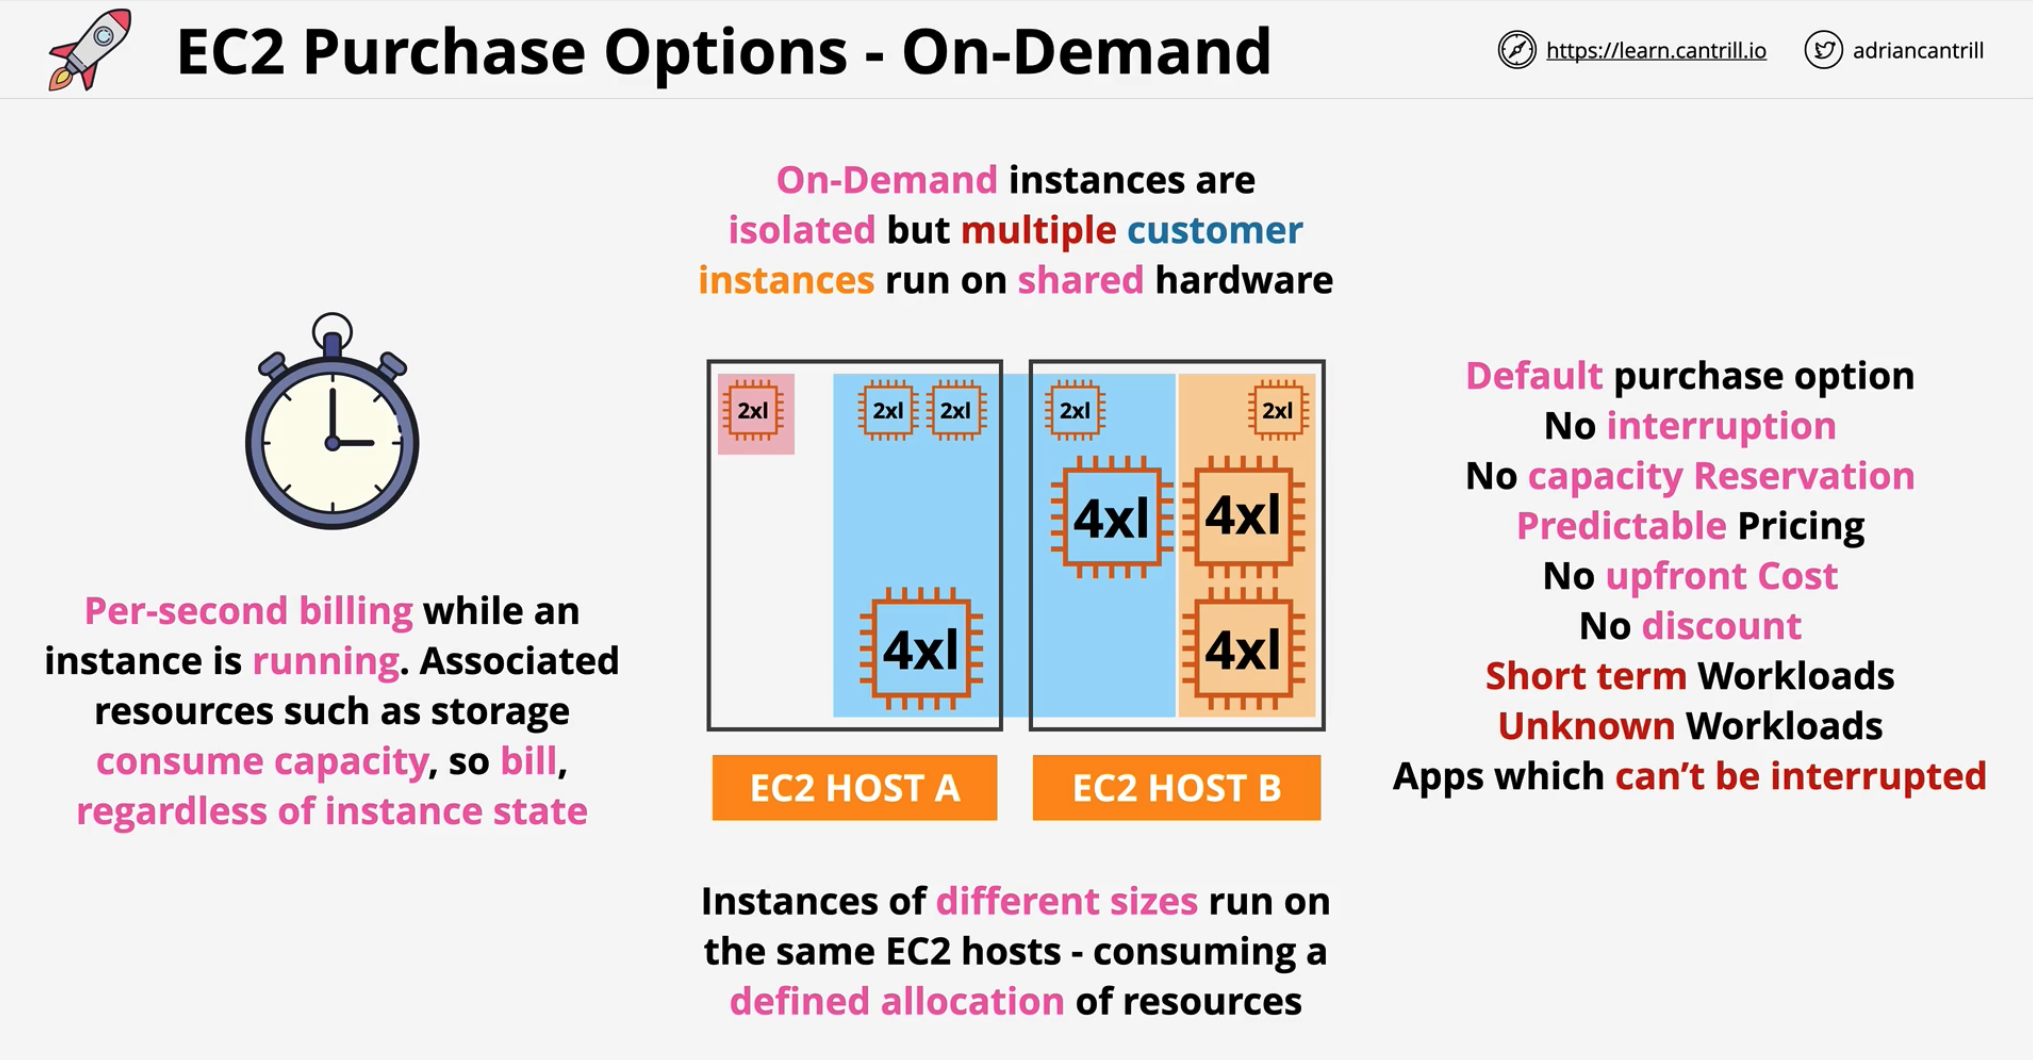 EC2 Purchase Options - On-Demand
https://learn.cantrill.io
adriancantrill
On-Demand instances are
isolated but multiple customer
instances run on shared hardware
Per-second billing while an
instance is running. Associated
resources such as storage
consume capacity, so bill,
regardless of instance state
2xl
2xl
2xl
2xl
2xl
4xl
4xl
4xl
4xl
EC2 HOST A
EC2 HOST B
Instances of different sizes run on
the same EC2 hosts - consuming a
defined allocation of resources
Default purchase option
No interruption
No capacity Reservation
Predictable Pricing
No upfront Cost
No discount
Short term Workloads
Unknown Workloads
Apps which can't be interrupted